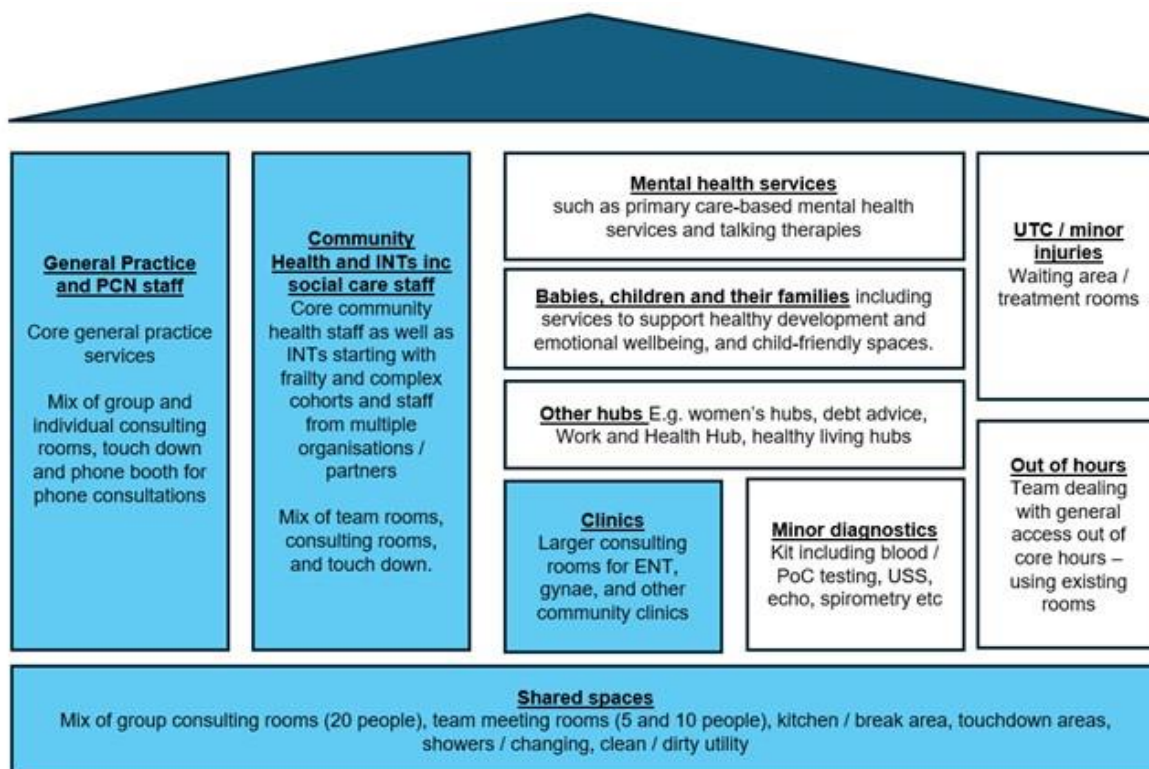 General Practice
and PCN staff
Core general practice
services
Mix of group and
individual consulting
rooms, touch down
and phone booth for
phone consultations
Community
Health and INTs inc
social care staff
Core community
health staff as well as
INTs starting with
frailty and complex
cohorts and staff
from multiple
organisations /
partners
Mix of team rooms,
consulting rooms,
and touch down.
Mental health services
such as primary care-based mental health
services and talking therapies
Babies, children and their families including
services to support healthy development and
emotional wellbeing, and child-friendly spaces.
Other hubs E.g. women's hubs, debt advice,
Work and Health Hub, healthy living hubs
Clinics
Larger consulting
rooms for ENT,
gynae, and other
community clinics
Minor diagnostics
Kit including blood /
PoC testing, USS,
echo, spirometry etc
UTC / minor
injuries
Waiting area /
treatment rooms
Out of hours
Team dealing
with general
access out of
core hours –
using existing
rooms
Shared spaces
Mix of group consulting rooms (20 people), team meeting rooms (5 and 10 people), kitchen / break area, touchdown areas,
showers / changing, clean / dirty utility